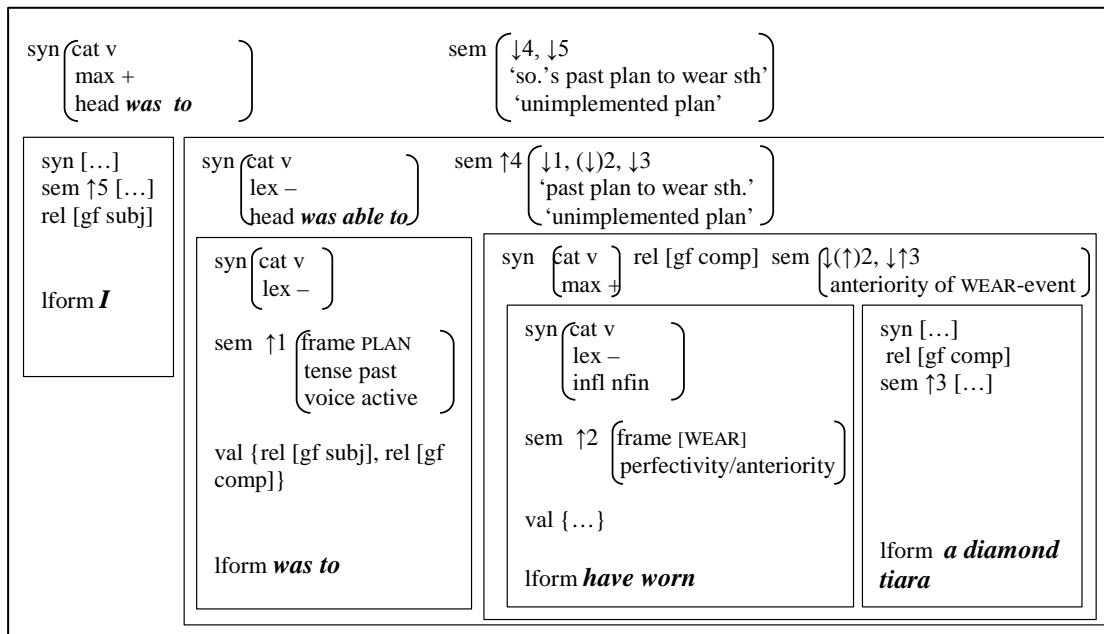 syn cat v
max +
head was to
sem ↓4, ↓5
‘so.’s past plan to wear sth’
‘unimplemented plan’
syn […]
sem ↑5 […]
rel [gf subj]
lform I
syn cat v
lex –
head was able to
sem ↑4 ↓1, (↓)2, ↓3
‘past plan to wear sth.’
‘unimplemented plan’
syn cat v
lex –
sem ↑1 frame PLAN
tense past
voice active
val {rel [gf subj], rel [gf
comp]}
lform was to
syn cat v rel [gf comp] sem ↓(↑)2, ↓↑3
max + anteriority of WEAR-event
syn cat v
lex –
infl nfin
sem ↑2 frame [WEAR]
perfectivity/anteriority
val {…}
lform have worn
syn […]
rel [gf comp]
sem ↑3 […]
lform a diamond
tiara